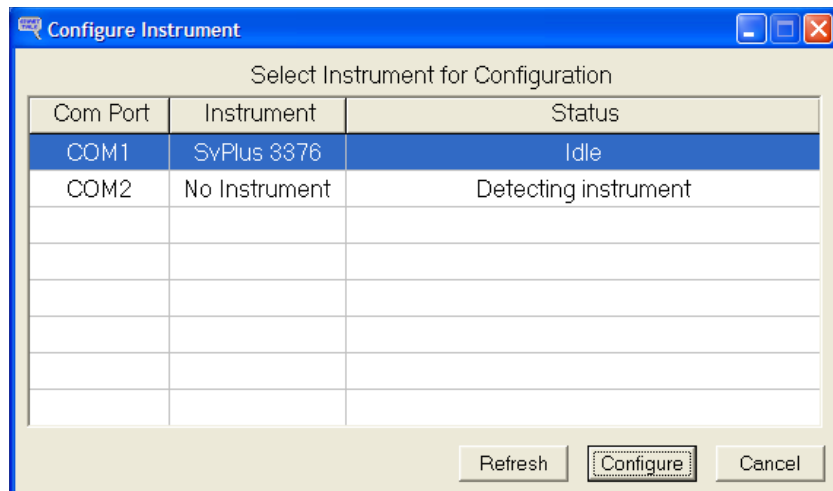 Configure Instrument
Select Instrument for Configuration
Com Port Instrument Status
COM1 SvPlus 3376 Idle
COM2 No Instrument Detecting instrument
Refresh Configure Cancel